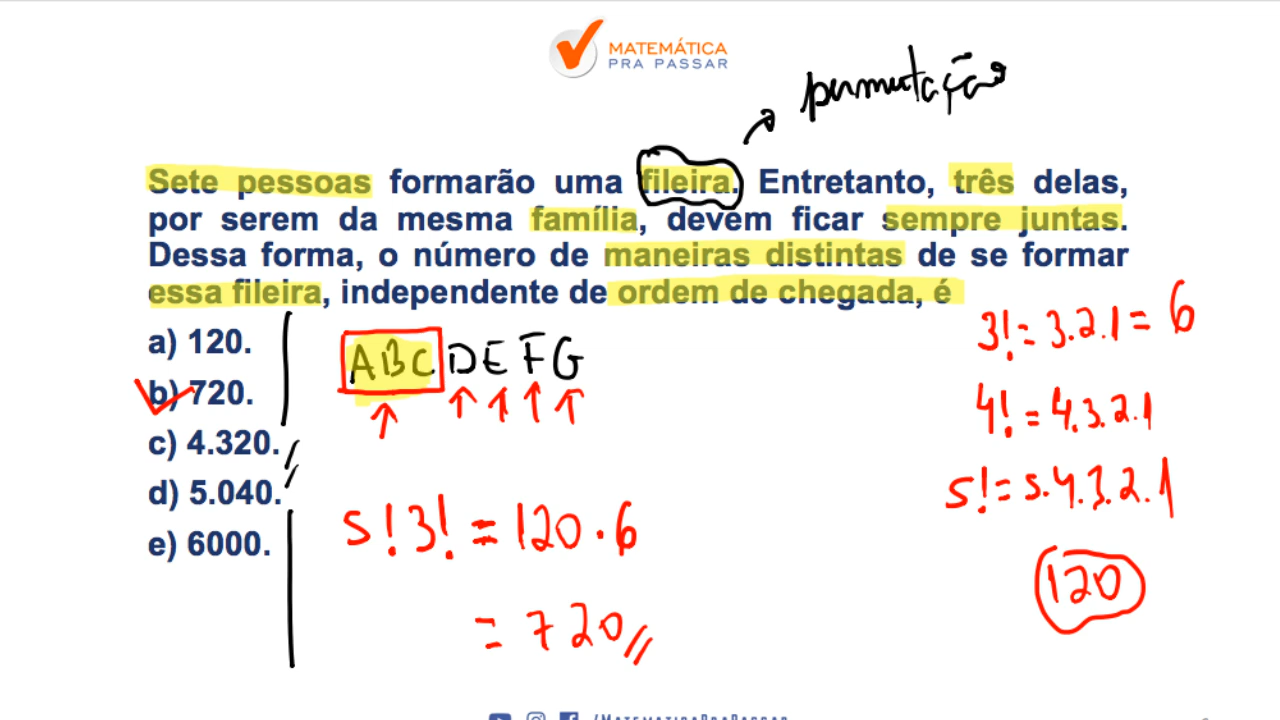 MATEMÁTICA
PRA PASSAR
permutação
Sete pessoas formarão uma fileira. Entretanto, três delas,
por serem da mesma família, devem ficar sempre juntas.
Dessa forma, o número de maneiras distintas de se formar
essa fileira, independente de ordem de chegada, é
a) 120.
b) 720.
c) 4.320.
d) 5.040.
e) 6000.
ABC DEFG
5!3! = 120.6
= 720
3! = 3.2.1 = 6
4! = 4.3.2.1
5! = 5.4.3.2.1
120
/MATEMATICAPRAPASSAR